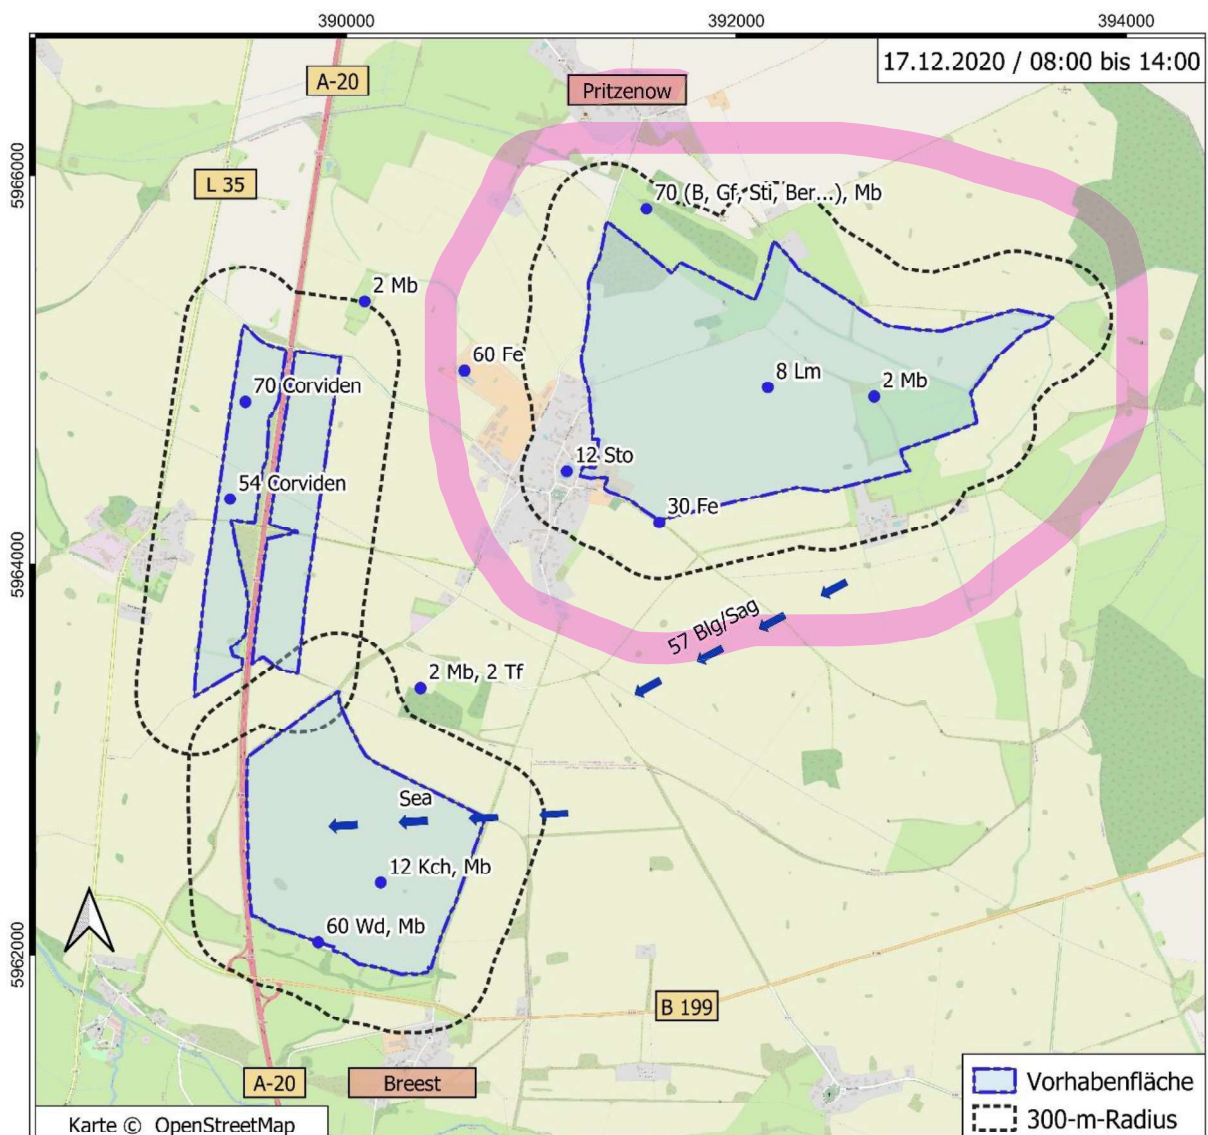 390000
392000
394000
17.12.2020 / 08:00 bis 14:00
A-20
Pritzenow
5966000
L 35
70 (B, Gf, Sti, Ber...), Mb
2 Mb
60 Fe
8 Lm
2 Mb
70 Corviden
12 Sto
54 Corviden
30 Fe
5964000
57 Blg/Sag
2 Mb, 2 Tf
Sea
12 Kch, Mb
60 Wd, Mb
5962000
B 199
A-20
Breest
Vorhabenfläche
300-m-Radius
Karte © OpenStreetMap